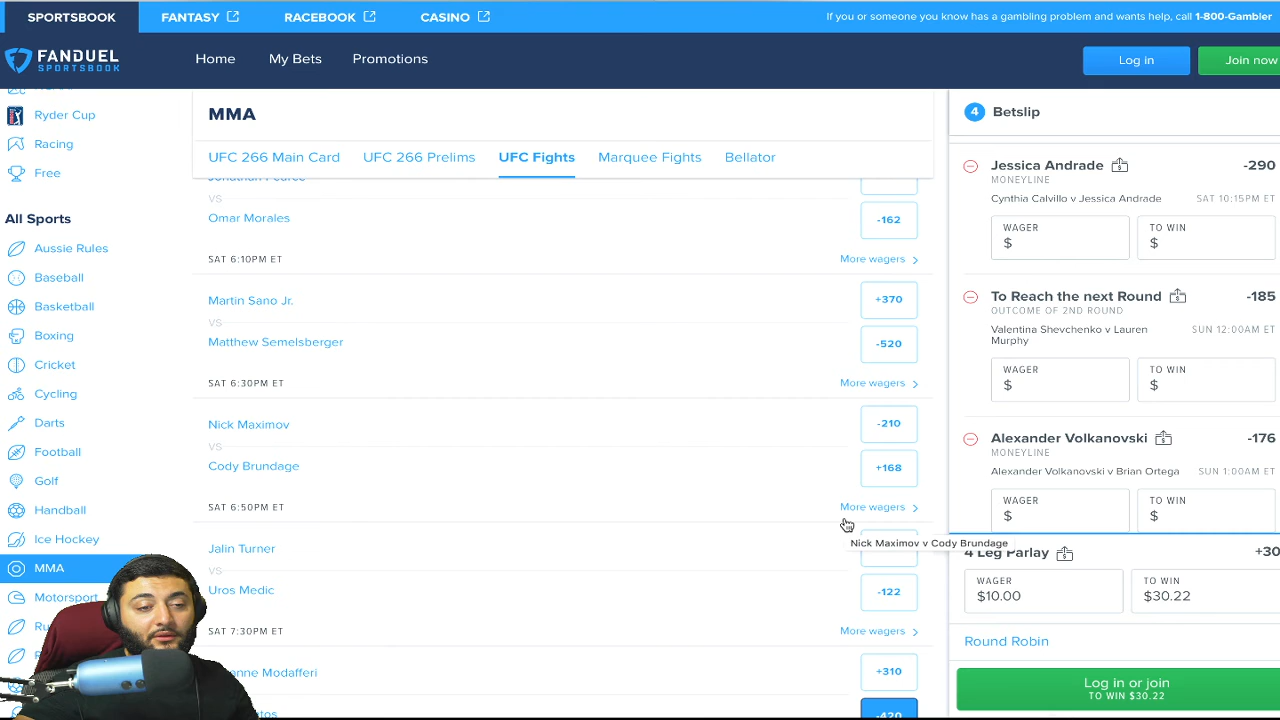 SPORTSBOOK
FANTASY
RACEBOOK
CASINO
If you or someone you know has a gambling problem and wants help, call 1-800-Gambler
FANDUEL
SPORTSBOOK
Home
My Bets
Promotions
Log in
Join now
Ryder Cup
Racing
Free
All Sports
Aussie Rules
Baseball
Basketball
Boxing
Cricket
Cycling
Darts
Football
Golf
Handball
Ice Hockey
MMA
Motorsport
MMA
UFC 266 Main Card
UFC 266 Prelims
UFC Fights
Marquee Fights
Bellator
VS
Omar Morales
-162
SAT 6:10PM ET
More wagers
Martin Sano Jr.
+370
VS
Matthew Semelsberger
-520
SAT 6:30PM ET
More wagers
Nick Maximov
-210
VS
Cody Brundage
+168
SAT 6:50PM ET
More wagers
Nick Maximov v Cody Brundage
Jalin Turner
VS
Uros Medic
-122
SAT 7:30PM ET
More wagers
Modafferi
+310
-420
4 Betslip
Jessica Andrade
-290
MONEYLINE
Cynthia Calvillo v Jessica Andrade
SAT 10:15PM ET
WAGER
$
TO WIN
$
To Reach the next Round
-185
OUTCOME OF 2ND ROUND
Valentina Shevchenko v Lauren
Murphy
SUN 12:00AM ET
WAGER
$
TO WIN
$
Alexander Volkanovski
-176
MONEYLINE
Alexander Volkanovski v Brian Ortega
SUN 1:00AM ET
WAGER
$
TO WIN
$
4 Leg Parlay
+30
WAGER
$10.00
TO WIN
$30.22
Round Robin
Log in or join
TO WIN $30.22